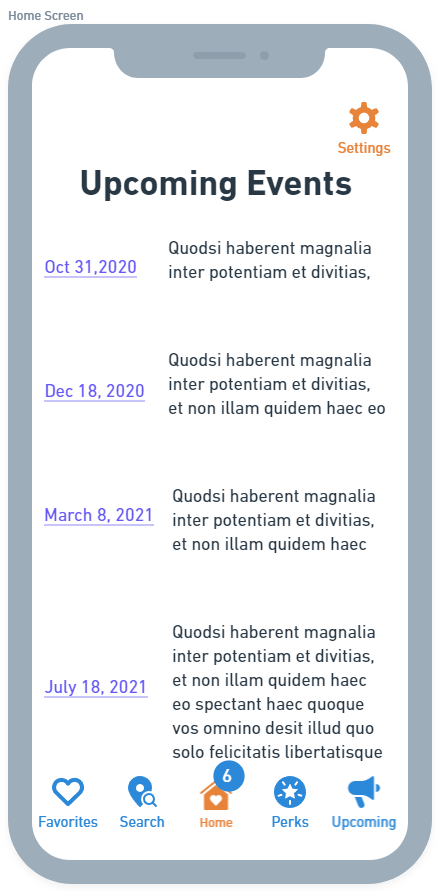 Home Screen
Settings
Upcoming Events
Oct 31,2020
Quodsi haberent magnalia
inter potentiam et divitias,
Dec 18, 2020
Quodsi haberent magnalia
inter potentiam et divitias,
et non illam quidem haec eo
March 8, 2021
Quodsi haberent magnalia
inter potentiam et divitias,
et non illam quidem haec
July 18, 2021
Quodsi haberent magnalia
inter potentiam et divitias,
et non illam quidem haec
eo spectant haec quoque
vos omnino desit illud quo
solo felicitatis libertatisque
6
Favorites
Search
Home
Perks
Upcoming